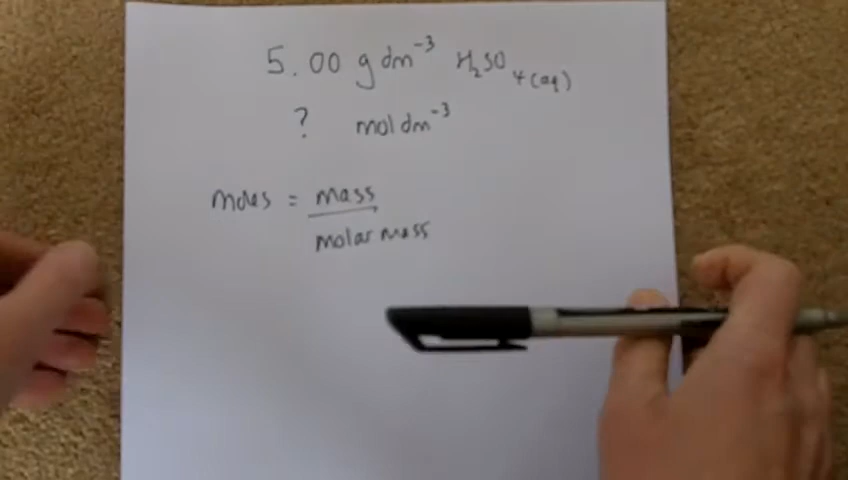 5.00 g dm⁻³ H₂SO₄(aq)
? mol dm⁻³
moles = mass
molar mass